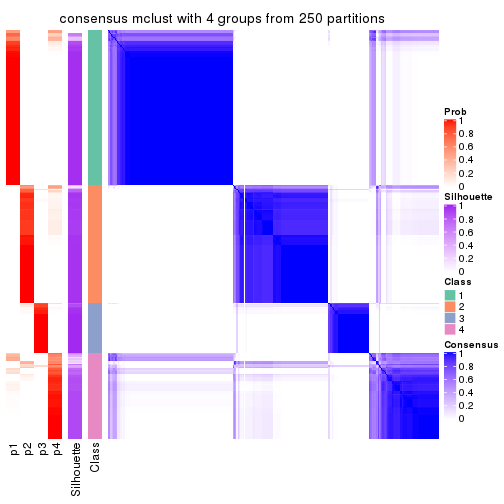 consensus mclust with 4 groups from 250 partitions
Prob
1
0.8
0.6
0.4
0.2
0
Silhouette
1
0.8
0.6
0.4
0.2
0
Class
1
2
3
4
Consensus
1
0.8
0.6
0.4
0.2
0
p1
p2
p3
p4
Silhouette
Class